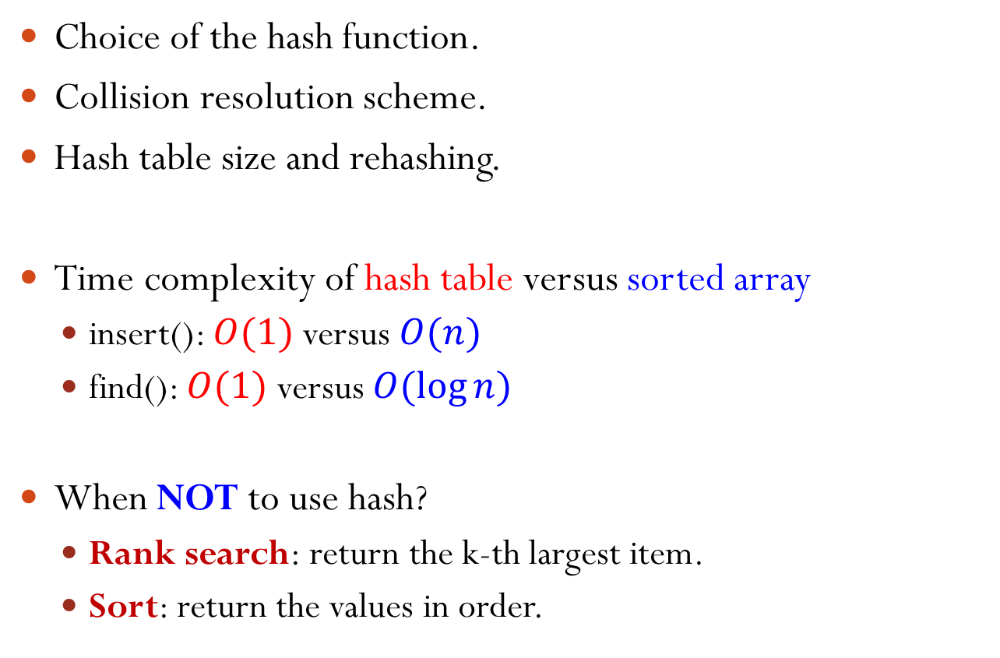 • Choice of the hash function.
• Collision resolution scheme.
• Hash table size and rehashing.
• Time complexity of hash table versus sorted array
• insert(): O(1) versus O(n)
• find(): O(1) versus O(log n)
• When NOT to use hash?
• Rank search: return the k-th largest item.
• Sort: return the values in order.